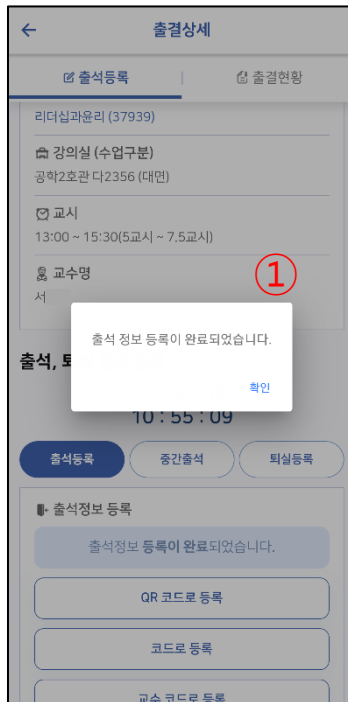 출결상세
출석등록
출결현황
리더십과윤리 (37939)
강의실 (수업구분)
공학2호관 다2356 (대면)
교시
13:00 ~ 15:30(5교시 ~ 7.5교시)
교수명
①
서
출석 정보 등록이 완료되었습니다.
확인
출석,
10 : 55 : 09
출석등록
중간출석
퇴실등록
출석정보 등록
출석정보 등록이 완료되었습니다.
QR 코드로 등록
코드로 등록
교수 코드로 등록